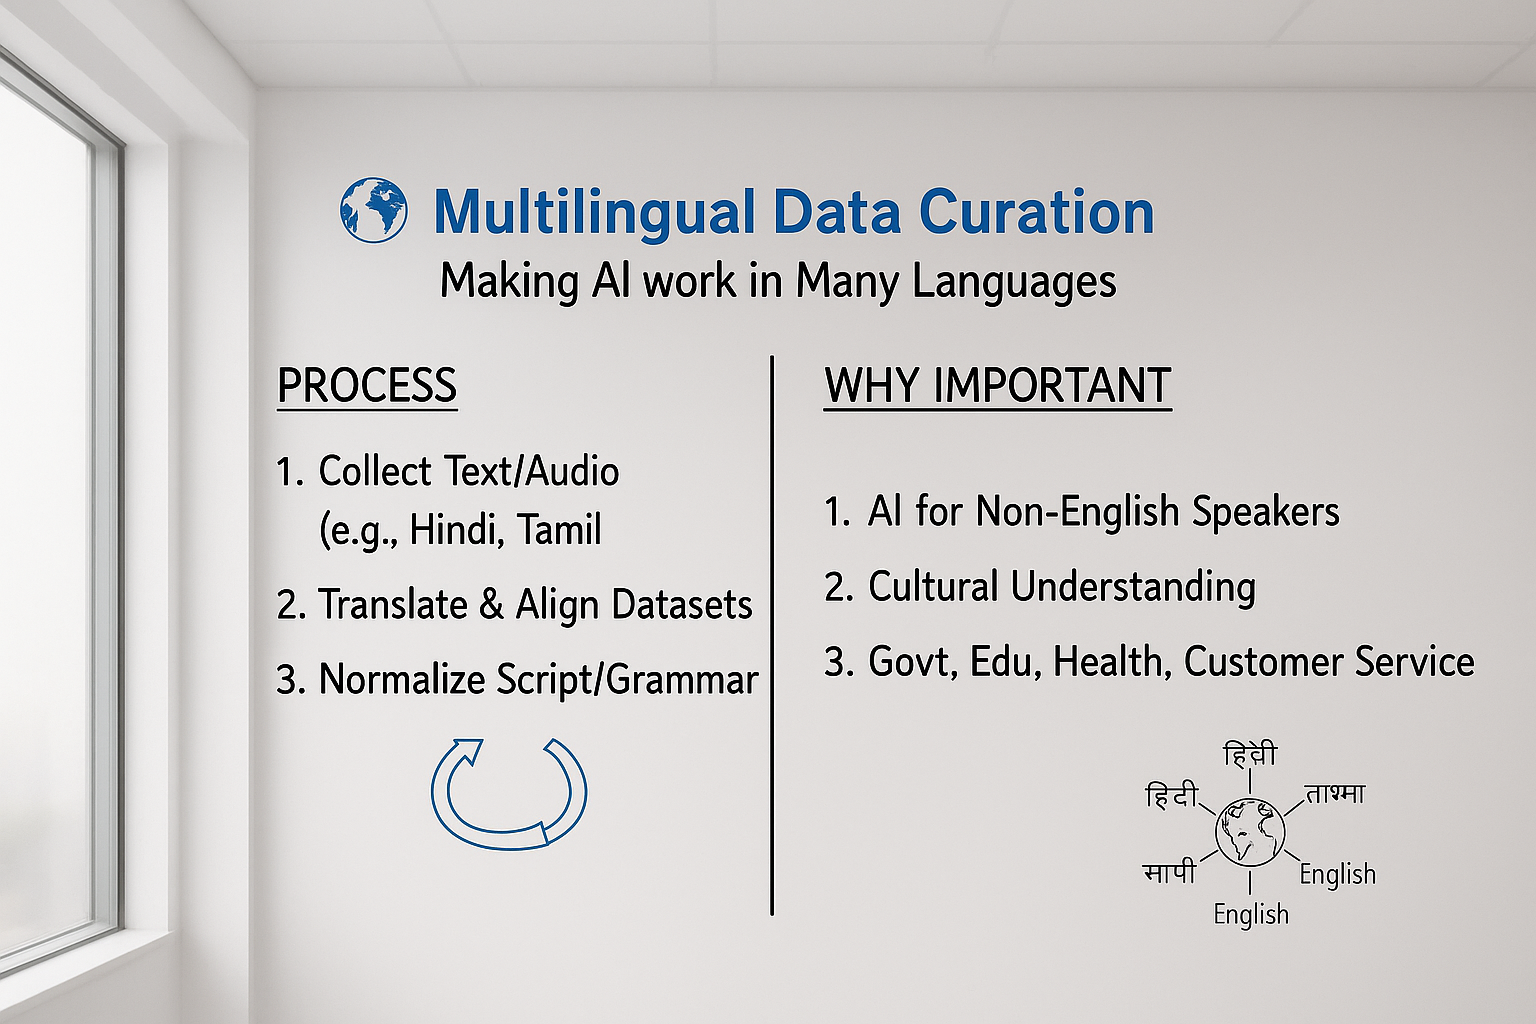 Multilingual Data Curation
Making AI work in Many Languages
PROCESS
1. Collect Text/Audio
(e.g., Hindi, Tamil
2. Translate & Align Datasets
3. Normalize Script/Grammar
WHY IMPORTANT
1. AI for Non-English Speakers
2. Cultural Understanding
3. Govt, Edu, Health, Customer Service
हिंदी
मापी
English
English